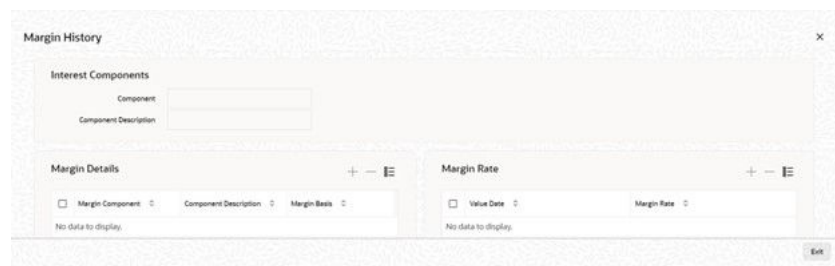 Margin History
Interest Components
Component
Component Description
Margin Details
Margin Component Component Description Margin Basis
No data to display.
Margin Rate
Value Date Margin Rate
No data to display.
Exit